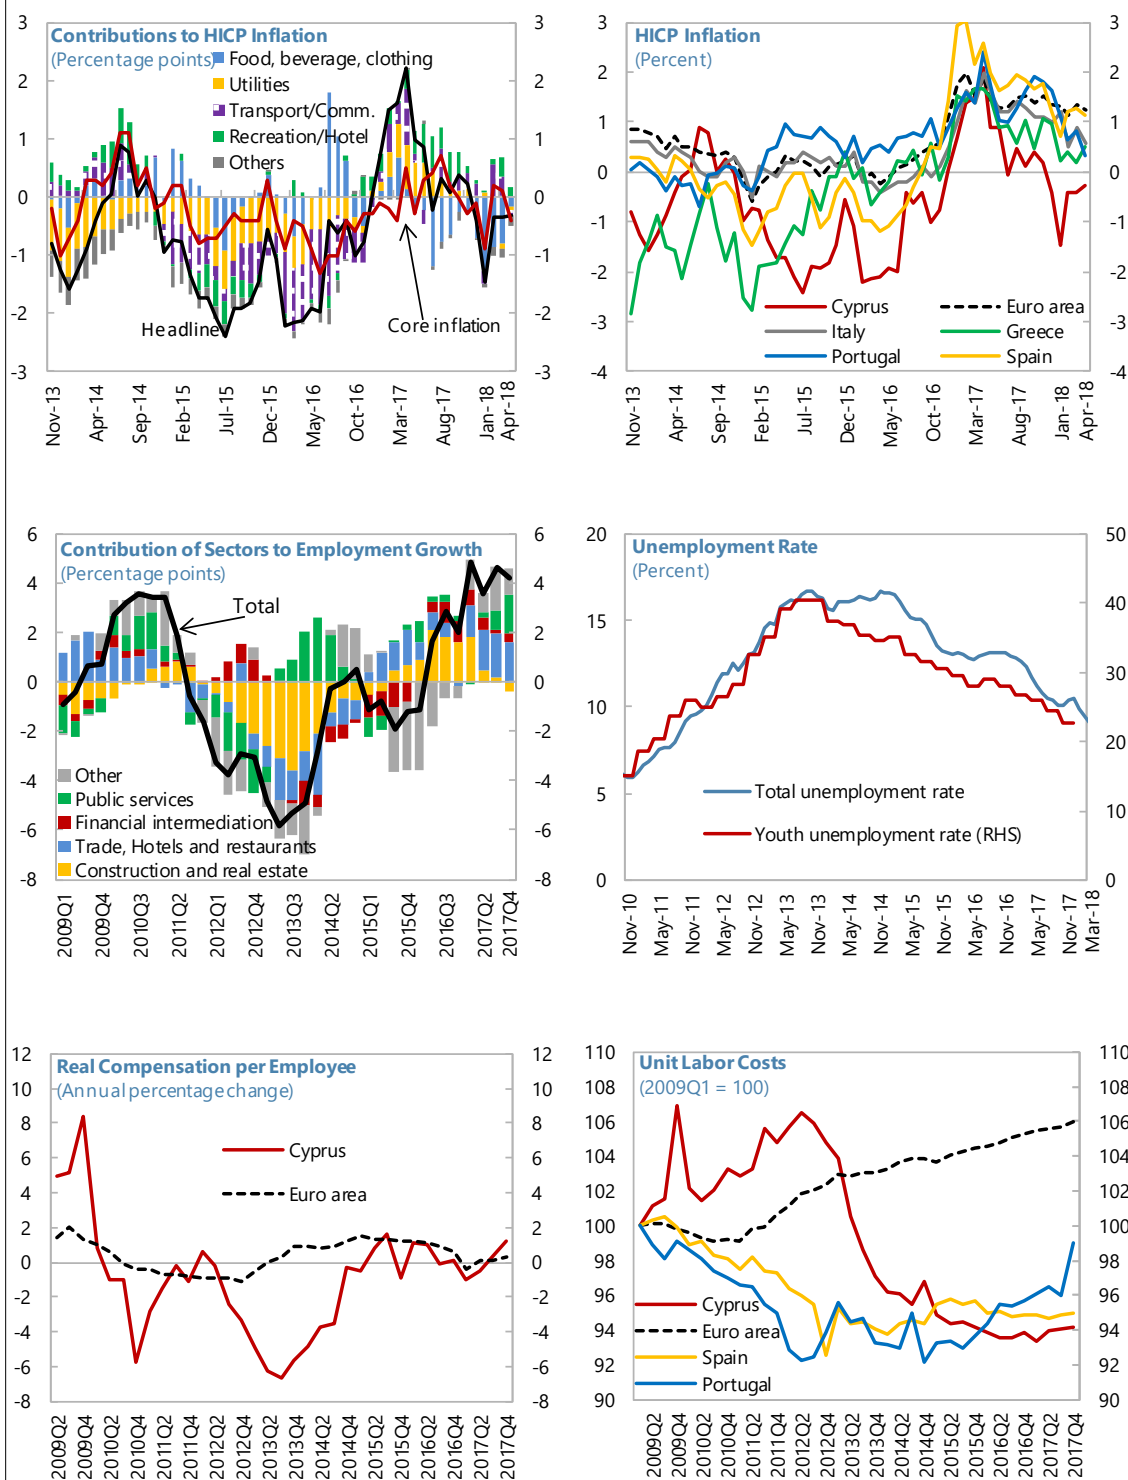 Contributions to HICP Inflation
(Percentage points)
Food, beverage, clothing
Utilities
Transport/Comm.
Recreation/Hotel
Others
Headline
Core inflation
3
2
1
0
-1
-2
-3
3
2
1
0
-1
-2
-3
Nov-13
Apr-14
Sep-14
Feb-15
Jul-15
Dec-15
May-16
Oct-16
Mar-17
Aug-17
Jan-18
Apr-18
HICP Inflation
(Percent)
Cyprus
Euro area
Italy
Greece
Portugal
Spain
3
2
1
0
-1
-2
-3
-4
3
2
1
0
-1
-2
-3
-4
Nov-13
Apr-14
Sep-14
Feb-15
Jul-15
Dec-15
May-16
Oct-16
Mar-17
Aug-17
Jan-18
Apr-18
Contribution of Sectors to Employment Growth
(Percentage points)
Total
Other
Public services
Financial intermediation
Trade, Hotels and restaurants
Construction and real estate
6
4
2
0
-2
-4
-6
-8
6
4
2
0
-2
-4
-6
-8
2009Q1
2009Q4
2010Q3
2011Q2
2012Q1
2012Q4
2013Q3
2014Q2
2015Q1
2015Q4
2016Q3
2017Q2
2017Q4
Unemployment Rate
(Percent)
Total unemployment rate
Youth unemployment rate (RHS)
20
15
10
5
0
50
40
30
20
10
0
Nov-10
May-11
Nov-11
May-12
Nov-12
May-13
Nov-13
May-14
Nov-14
May-15
Nov-15
May-16
Nov-16
May-17
Nov-17
Mar-18
Real Compensation per Employee
(Annual percentage change)
Cyprus
Euro area
12
10
8
6
4
2
0
-2
-4
-6
-8
12
10
8
6
4
2
0
-2
-4
-6
-8
2009Q2
2009Q4
2010Q2
2010Q4
2011Q2
2011Q4
2012Q2
2012Q4
2013Q2
2013Q4
2014Q2
2014Q4
2015Q2
2015Q4
2016Q2
2016Q4
2017Q2
2017Q4
Unit Labor Costs
(2009Q1 = 100)
Cyprus
Euro area
Spain
Portugal
110
108
106
104
102
100
98
96
94
92
90
110
108
106
104
102
100
98
96
94
92
90
2009Q2
2009Q4
2010Q2
2010Q4
2011Q2
2011Q4
2012Q2
2012Q4
2013Q2
2013Q4
2014Q2
2014Q4
2015Q2
2015Q4
2016Q2
2016Q4
2017Q2
2017Q4